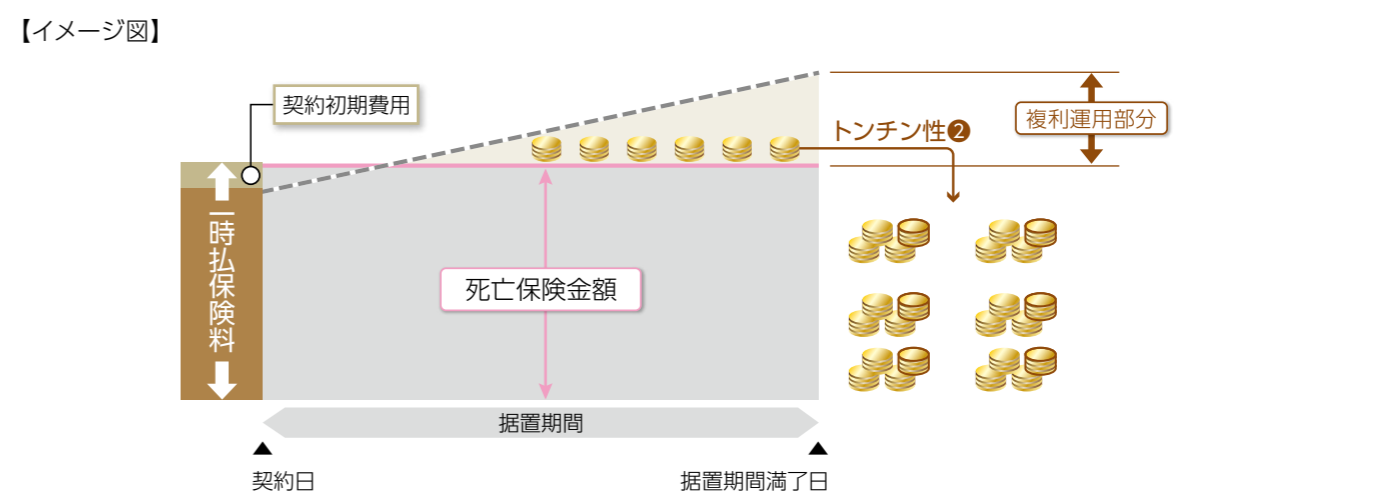 【イメージ図】
契約初期費用
トンチン性❷
複利運用部分
一時払保険料
死亡保険金額
据置期間
契約日
据置期間満了日